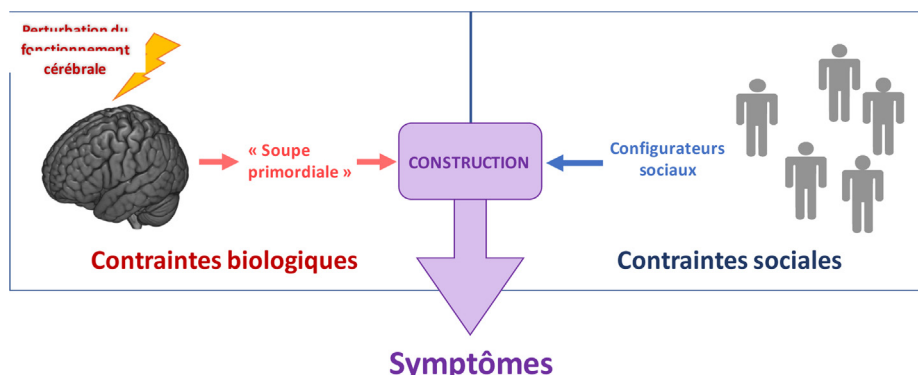 Perturbation du
fonctionnement
cérébrale
« Soupe
primordiale »
CONSTRUCTION
Configurateurs
sociaux
Contraintes biologiques
Contraintes sociales
Symptômes